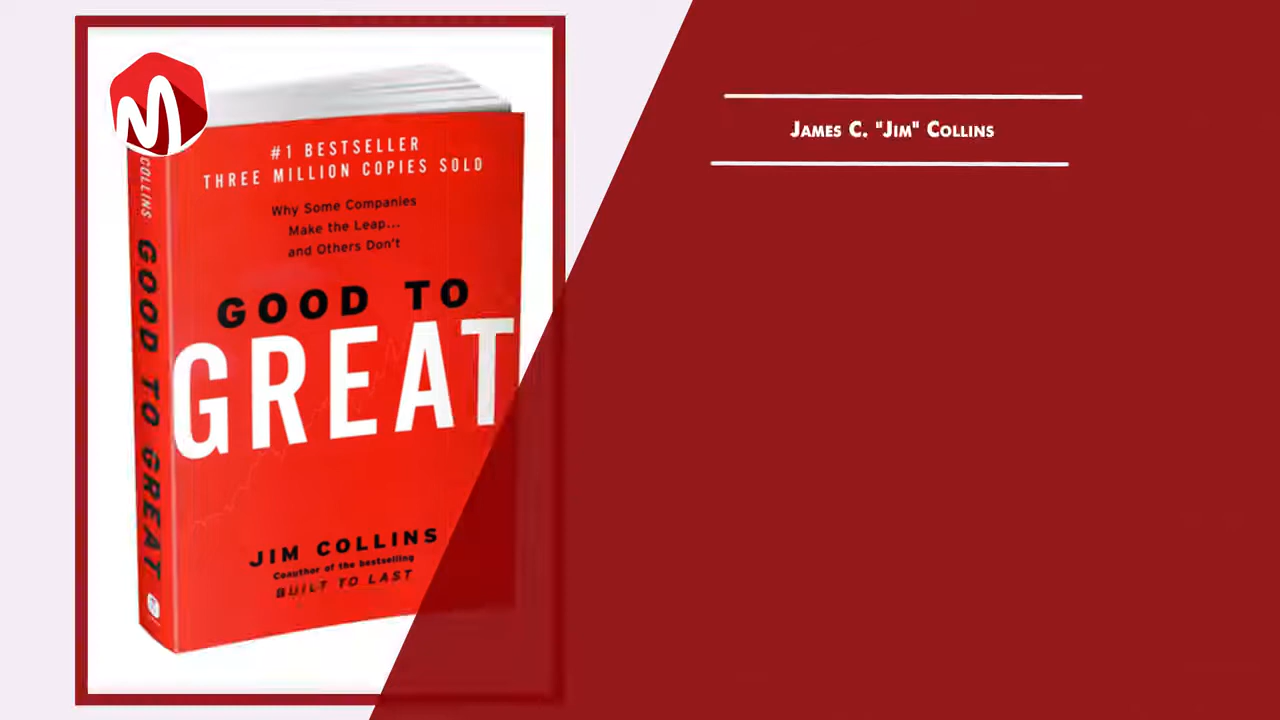 #1 BESTSELLER
THREE MILLION COPIES SOLD
Why Some Companies
Make the Leap...
and Others Don't
GOOD TO
GREAT
JIM COLLINS
Coauthor of the bestselling
BUILT TO LAST
COLLINS
GOOD TO GREAT
M
James C. "Jim" Collins